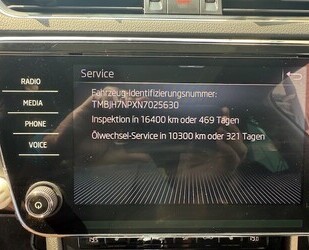 Service
RADIO
MEDIA
PHONE
VOICE
Fahrzeug-Identifizierungsnummer:
TMBJH7NPXN7025630
Inspektion in 16400 km oder 469 Tagen
Ölwechsel-Service in 10300 km oder 321 Tagen